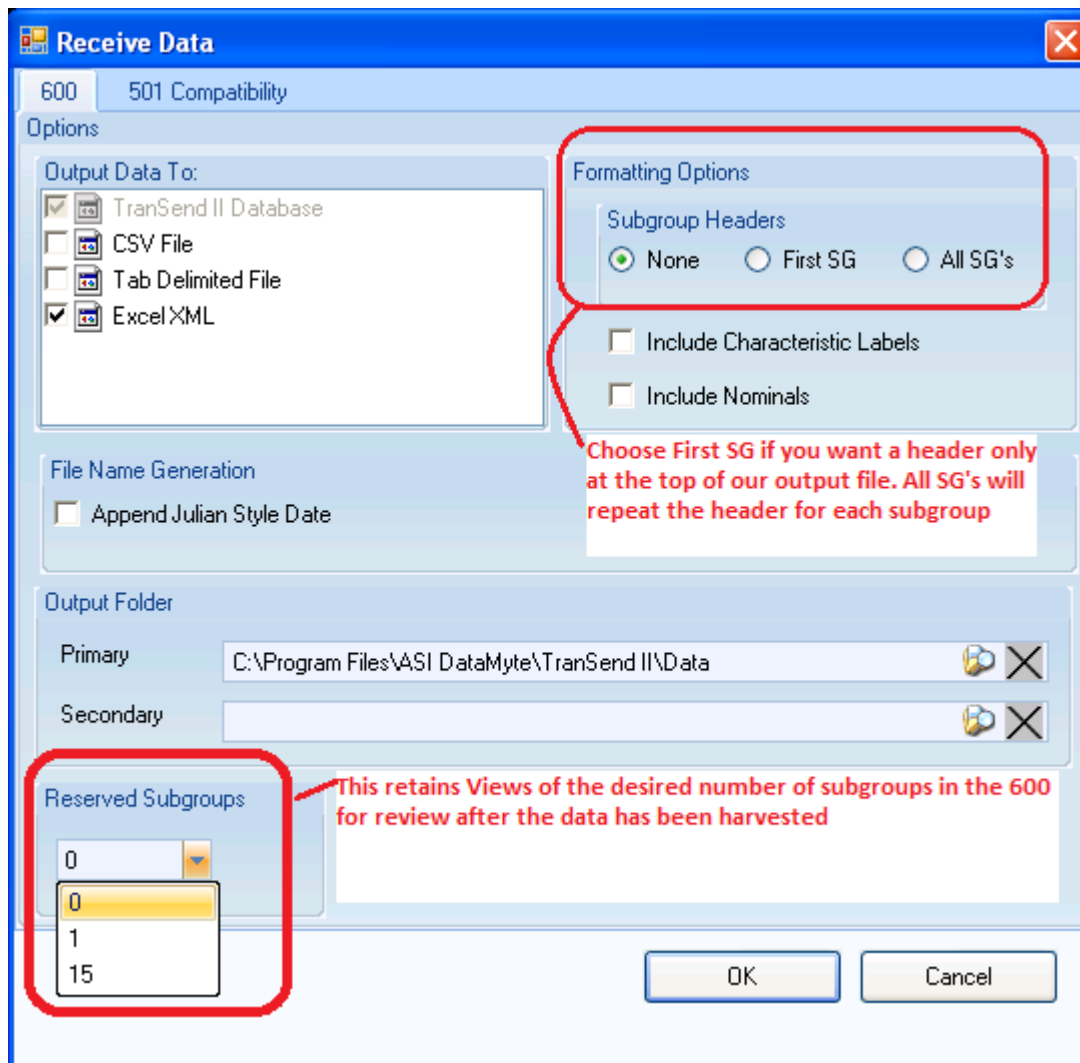 Receive Data
600 501 Compatibility
Options
Output Data To:
TranSend II Database
CSV File
Tab Delimited File
Excel XML
Formatting Options
Subgroup Headers
None First SG All SG's
Include Characteristic Labels
Include Nominals
Choose First SG if you want a header only
at the top of our output file. All SG's will
repeat the header for each subgroup
File Name Generation
Append Julian Style Date
Output Folder
Primary C:\Program Files\ASI DataMyte\TranSend II\Data
Secondary
Reserved Subgroups
This retains Views of the desired number of subgroups in the 600
for review after the data has been harvested
0
0
1
15
OK Cancel